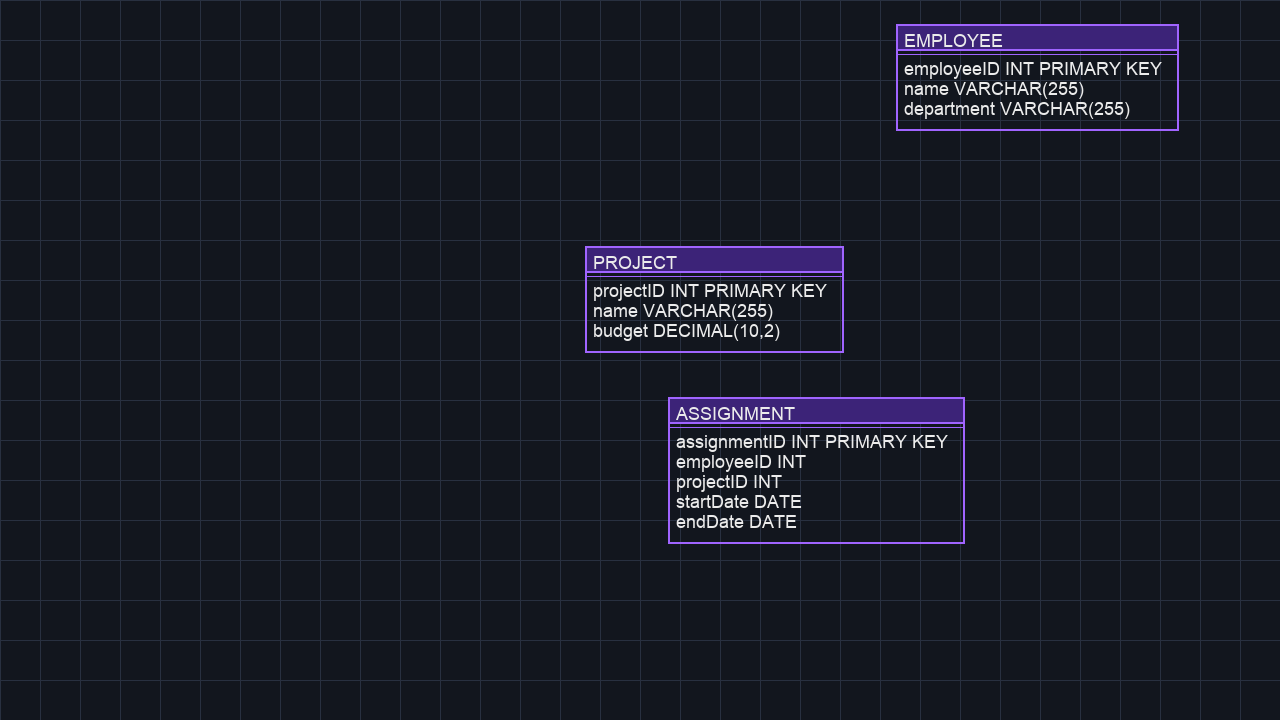 EMPLOYEE
employeeID INT PRIMARY KEY
name VARCHAR(255)
department VARCHAR(255)
PROJECT
projectID INT PRIMARY KEY
name VARCHAR(255)
budget DECIMAL(10,2)
ASSIGNMENT
assignmentID INT PRIMARY KEY
employeeID INT
projectID INT
startDate DATE
endDate DATE